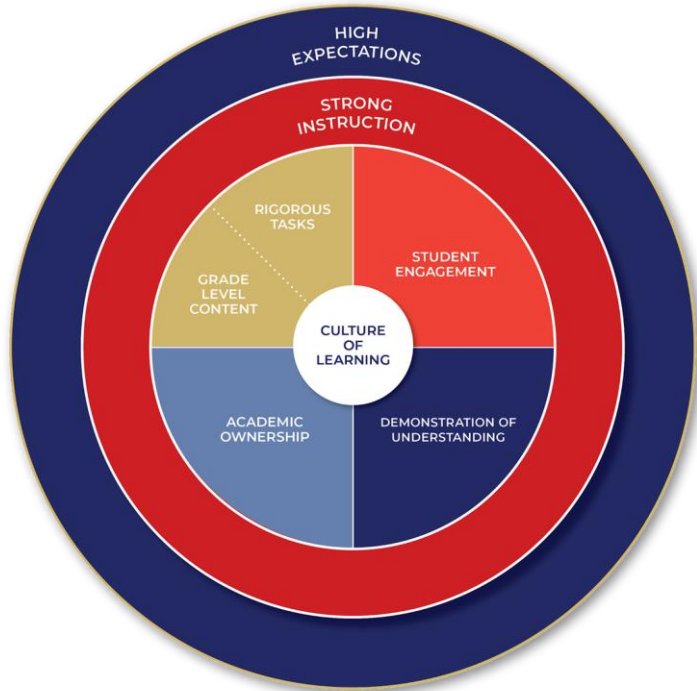 HIGH
EXPECTATIONS
STRONG
INSTRUCTION
RIGOROUS
TASKS
GRADE
LEVEL
CONTENT
STUDENT
ENGAGEMENT
CULTURE
OF
LEARNING
ACADEMIC
OWNERSHIP
DEMONSTRATION OF
UNDERSTANDING